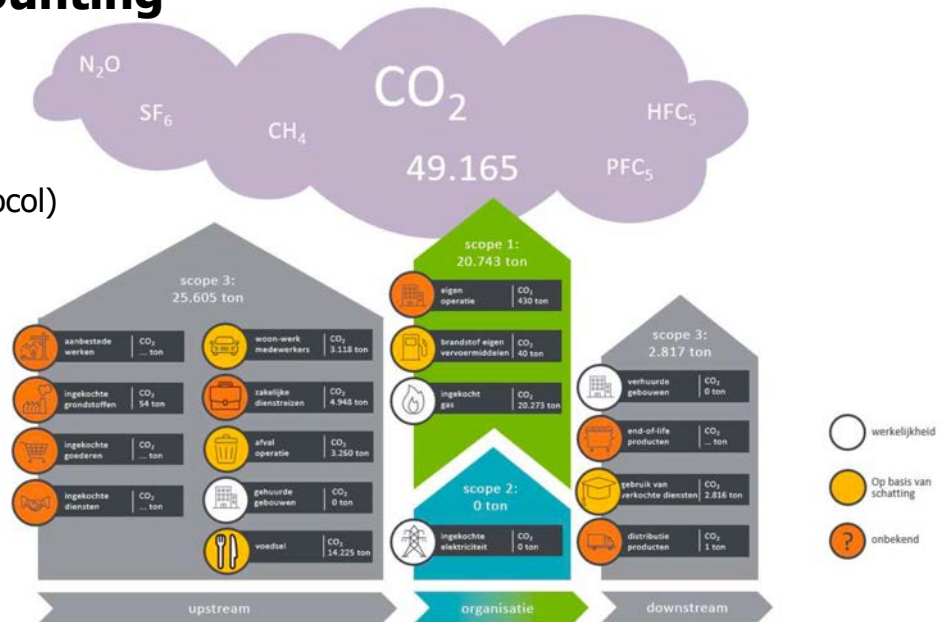 N₂O
SF₆
CH₄
CO₂
49.165
HFC₅
PFC₅
scope 3:
25.605 ton
aanbestede
werken
CO₂
... ton
ingekochte
grondstoffen
CO₂
54 ton
ingekochte
goederen
CO₂
... ton
ingekochte
diensten
CO₂
... ton
woon-werk
medewerkers
CO₂
3.118 ton
zakelijke
dienstreizen
CO₂
4.948 ton
afval
operatie
CO₂
3.260 ton
gehuurde
gebouwen
CO₂
0 ton
voedsel
CO₂
14.225 ton
upstream
scope 1:
20.743 ton
eigen
operatie
CO₂
430 ton
brandstof eigen
vervoermiddelen
CO₂
40 ton
ingekocht
gas
CO₂
20.273 ton
scope 2:
0 ton
ingekochte
elektriciteit
CO₂
0 ton
organisatie
scope 3:
2.817 ton
verhuurde
gebouwen
CO₂
0 ton
end-of-life
producten
CO₂
... ton
gebruik van
verkochte diensten
CO₂
2.816 ton
distributie
producten
CO₂
1 ton
downstream
werkelijkheid
Op basis van
schatting
?
onbekend